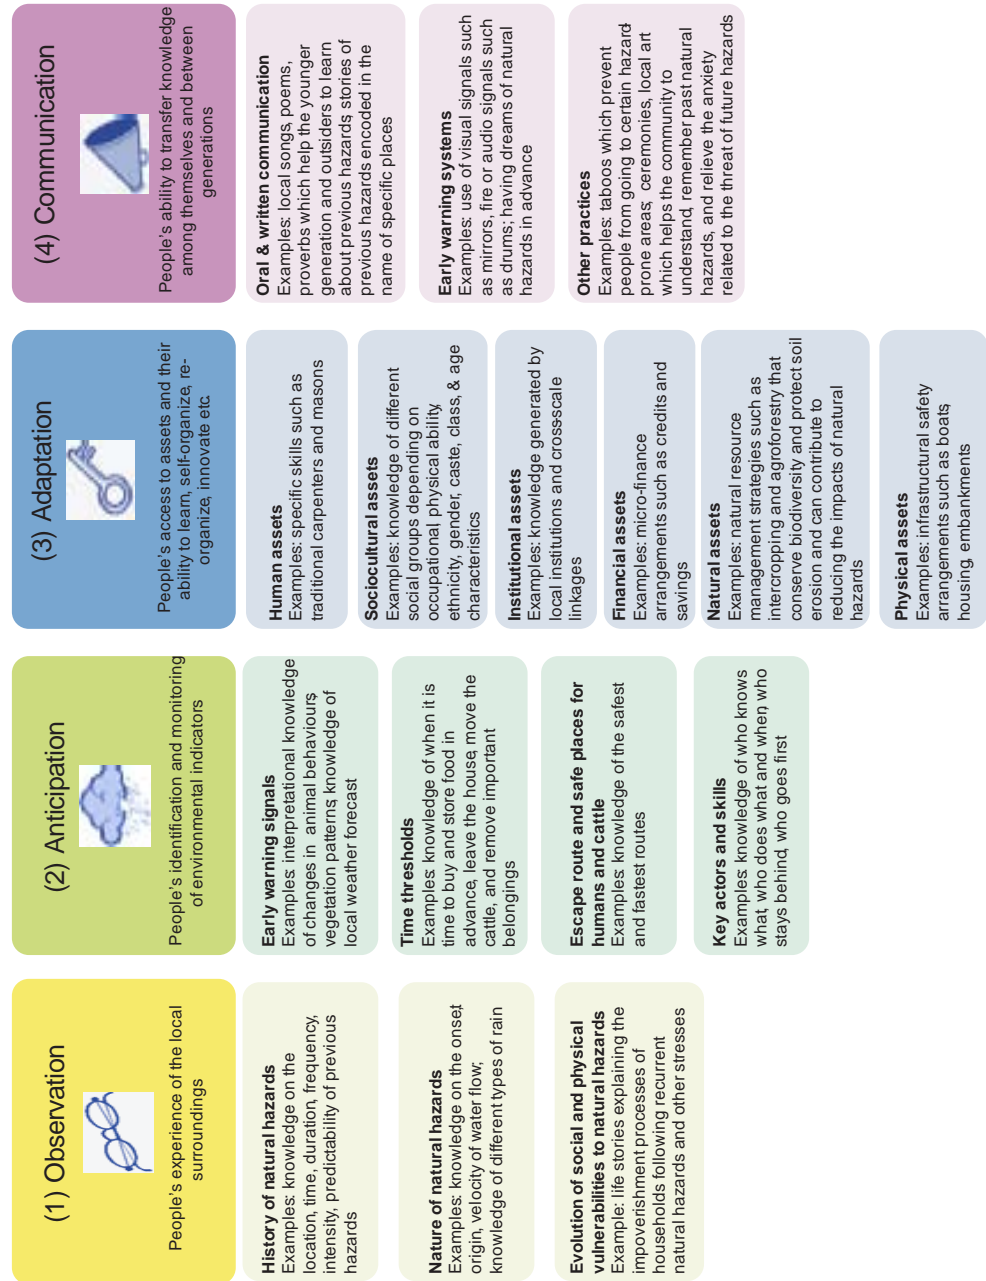 (1) Observation
People's experience of the local
surroundings
History of natural hazards
Examples: knowledge on the
location, time, duration, frequency,
intensity, predictability of previous
hazards
Nature of natural hazards
Examples: knowledge on the onset,
origin, velocity of water flow;
knowledge of different types of rain
Evolution of social and physical
vulnerabilities to natural hazards
Example: life stories explaining the
impoverishment processes of
households following recurrent
natural hazards and other stresses
(2) Anticipation
People's identification and monitoring
of environmental indicators
Early warning signals
Examples: interpretational knowledge
of changes in animal behaviours,
vegetation patterns, knowledge of
local weather forecast
Time thresholds
Examples: knowledge of when it is
time to buy and store food in
advance, leave the house, move the
cattle, and remove important
belongings
Escape route and safe places for
humans and cattle
Examples: knowledge of the safest
and fastest routes
Key actors and skills
Examples: knowledge of who knows
what, who does what and when, who
stays behind, who goes first
(3) Adaptation
People's access to assets and their
ability to learn, self-organize, re-
organize, innovate etc.
Human assets
Examples: specific skills such as
traditional carpenters and masons
Sociocultural assets
Examples: knowledge of different
social groups depending on
occupational, physical ability,
ethnicity, gender, caste, class, & age
characteristics
Institutional assets
Examples: knowledge generated by
local institutions and cross-scale
linkages
Financial assets
Examples: micro-finance
arrangements such as credits and
savings
Natural assets
Examples: natural resource
management strategies such as
intercropping and agroforestry that
conserve biodiversity and protect soil
erosion and can contribute to
reducing the impacts of natural
hazards
Physical assets
Examples: infrastructural safety
arrangements such as boats,
housing, embankments
(4) Communication
People's ability to transfer knowledge
among themselves and between
generations
Oral & written communication
Examples: local songs, poems,
proverbs which help the younger
generation and outsiders to learn
about previous hazards; stories of
previous hazards encoded in the
name of specific places
Early warning systems
Examples: use of visual signals such
as mirrors, fire or audio signals such
as drums; having dreams of natural
hazards in advance
Other practices
Examples: taboos which prevent
people from going to certain hazard-
prone areas; ceremonies, local art
which helps the community to
understand, remember past natural
hazards, and relieve the anxiety
related to the threat of future hazards